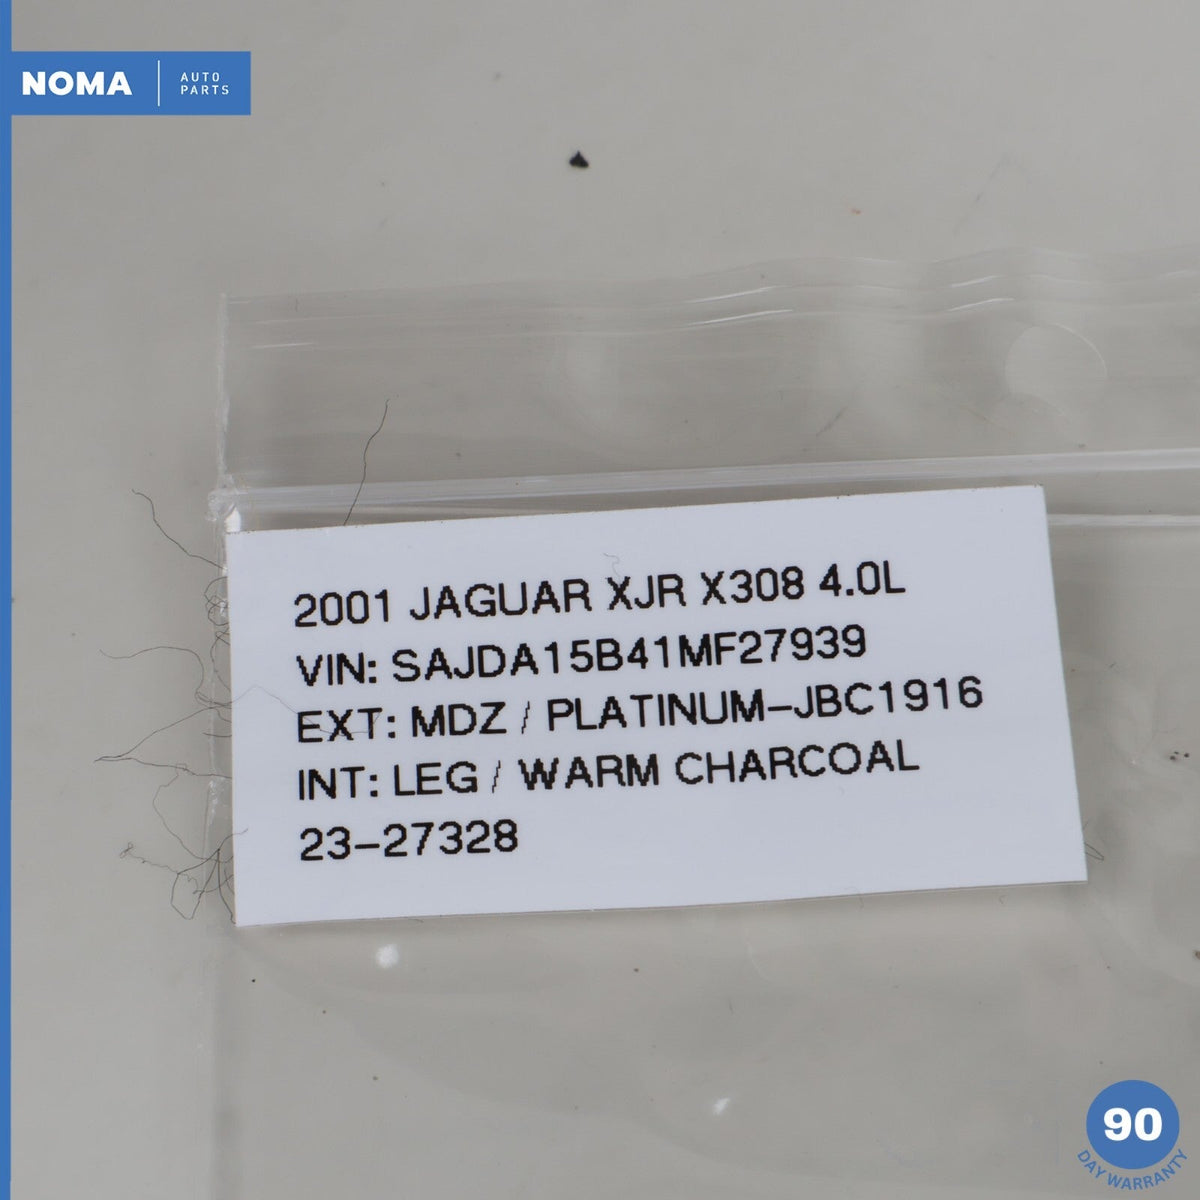 NOMA
AUTO
PARTS
2001 JAGUAR XJR X308 4.0L
VIN: SAJDA15B41MF27939
EXT: MDZ / PLATINUM-JBC1916
INT: LEG / WARM CHARCOAL
23-27328
90
DAY WARRANTY